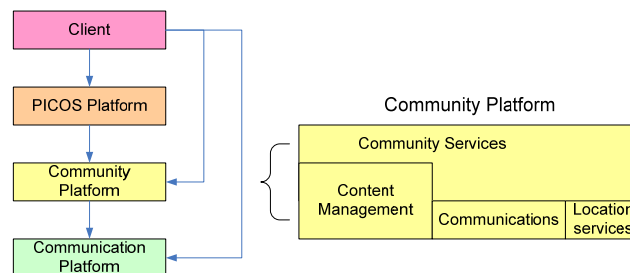 Client
PICOS Platform
Community
Platform
Communication
Platform
Community Platform
Community Services
Content
Management
Communications
Location
services